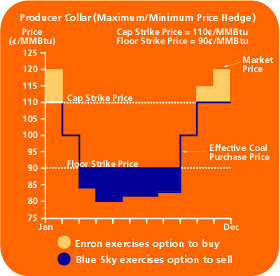 Producer Collar (Maximum/Minimum Price Hedge)
Price
(¢/MMBtu)
Cap Strike Price = 110¢/MMBtu
Floor Strike Price = 90¢/MMBtu
Market
Price
125
120
115
110
105
100
95
90
85
80
75
Cap Strike Price
Effective Coal
Purchase Price
Floor Strike Price
Jan
Dec
Enron exercises option to buy
Blue Sky exercises option to sell